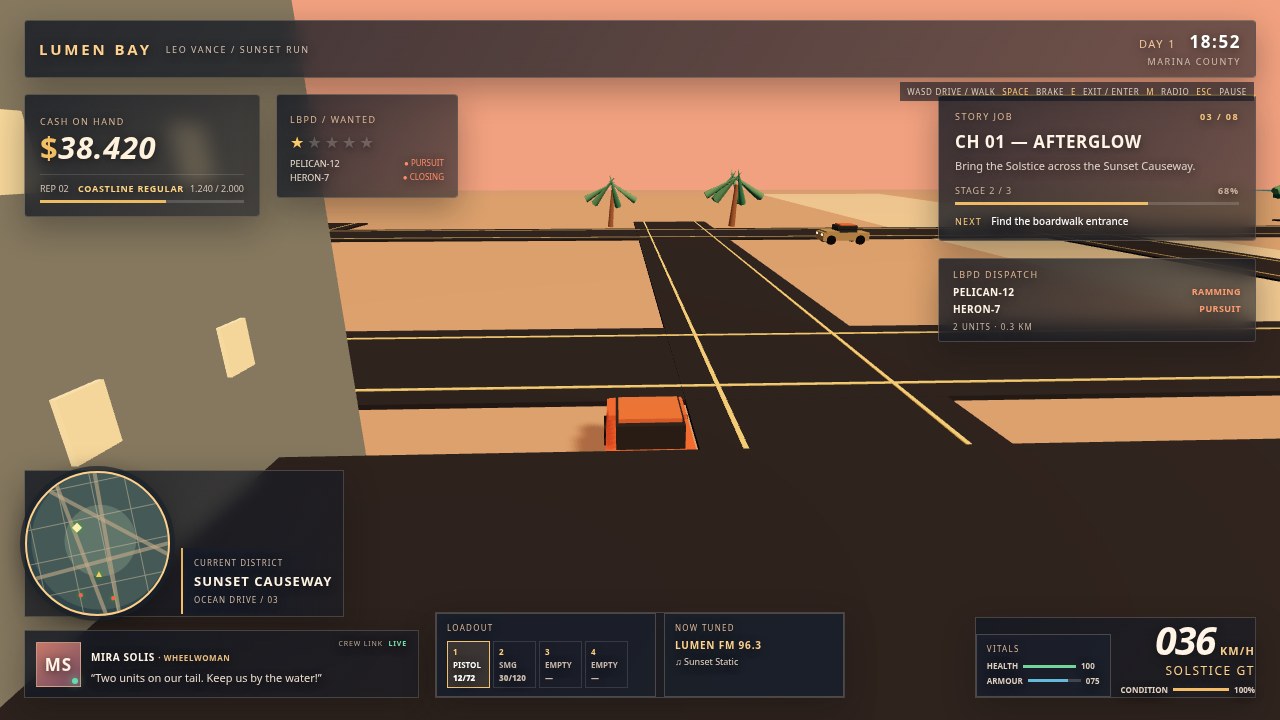 LUMEN BAY LEO VANCE / SUNSET RUN
DAY 1 18:52
MARINA COUNTY
WASD DRIVE / WALK SPACE BRAKE E EXIT / ENTER M RADIO ESC PAUSE
CASH ON HAND
$38.420
REP 02 COASTLINE REGULAR 1.240 / 2.000
LBPD / WANTED
★★★★★
PELICAN-12 ● PURSUIT
HERON-7 ● CLOSING
STORY JOB 03 / 08
CH 01 — AFTERGLOW
Bring the Solstice across the Sunset Causeway.
STAGE 2 / 3 68%
NEXT Find the boardwalk entrance
LBPD DISPATCH
PELICAN-12 RAMMING
HERON-7 PURSUIT
2 UNITS · 0.3 KM
CURRENT DISTRICT
SUNSET CAUSEWAY
OCEAN DRIVE / 03
CREW LINK LIVE
MS
MIRA SOLIS · WHEELWOMAN
“Two units on our tail. Keep us by the water!”
LOADOUT
1 PISTOL 12/72
2 SMG 30/120
3 EMPTY —
4 EMPTY —
NOW TUNED
LUMEN FM 96.3
♫ Sunset Static
VITALS
HEALTH 100
ARMOUR 075
036 KM/H
SOLSTICE GT
CONDITION 100%